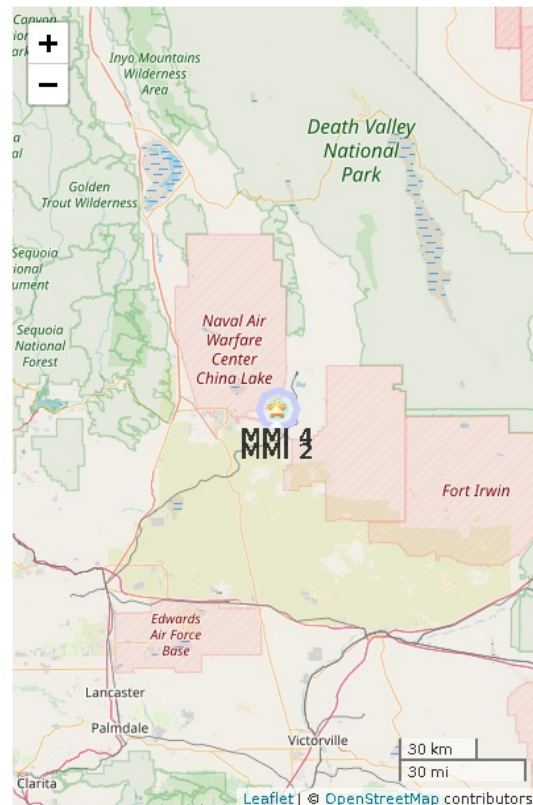 Canyon
+
−
Inyo Mountains
Wilderness
Area
Death Valley
National
Park
Golden
Trout Wilderness
Sequoia
National
Forest
Naval Air
Warfare
Center
China Lake
MMI 4
MMI 2
Fort Irwin
Edwards
Air Force
Base
Lancaster
Palmdale
Victorville
Clarita
30 km
30 mi
Leaflet | © OpenStreetMap contributors